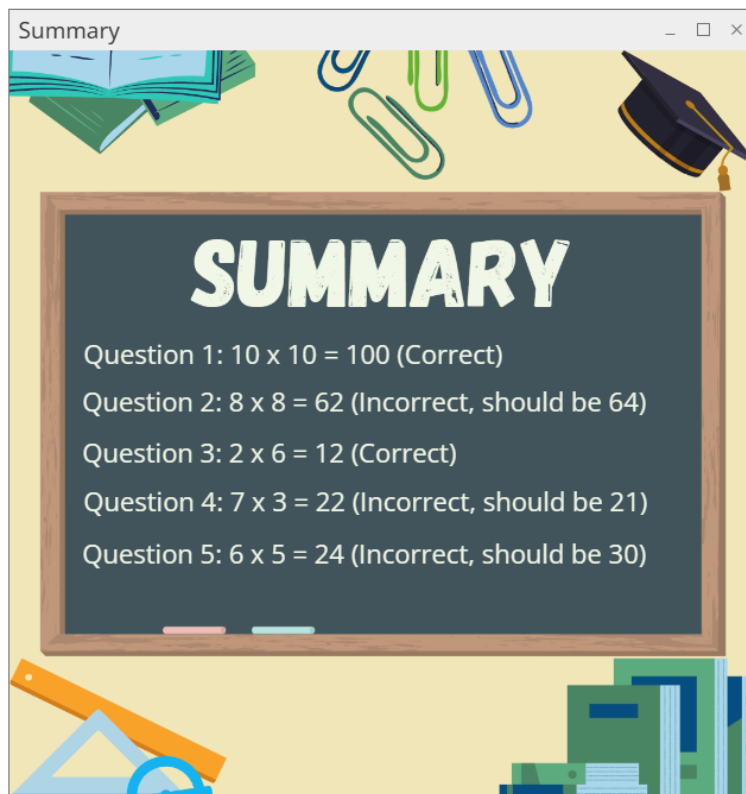 Summary
SUMMARY
Question 1: 10 x 10 = 100 (Correct)
Question 2: 8 x 8 = 62 (Incorrect, should be 64)
Question 3: 2 x 6 = 12 (Correct)
Question 4: 7 x 3 = 22 (Incorrect, should be 21)
Question 5: 6 x 5 = 24 (Incorrect, should be 30)